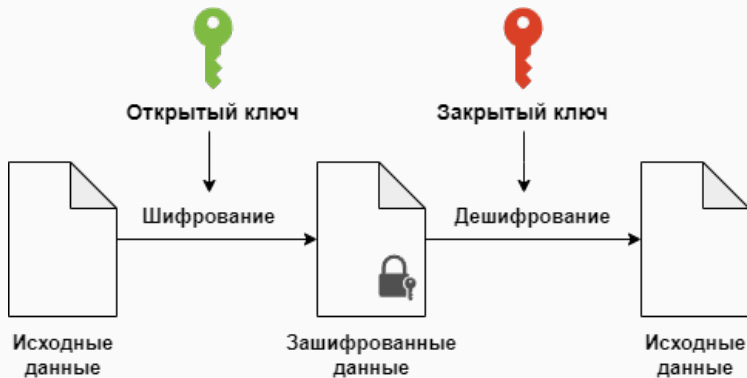 Открытый ключ
Закрытый ключ
Шифрование
Дешифрование
Исходные
данные
Зашифрованные
данные
Исходные
данные